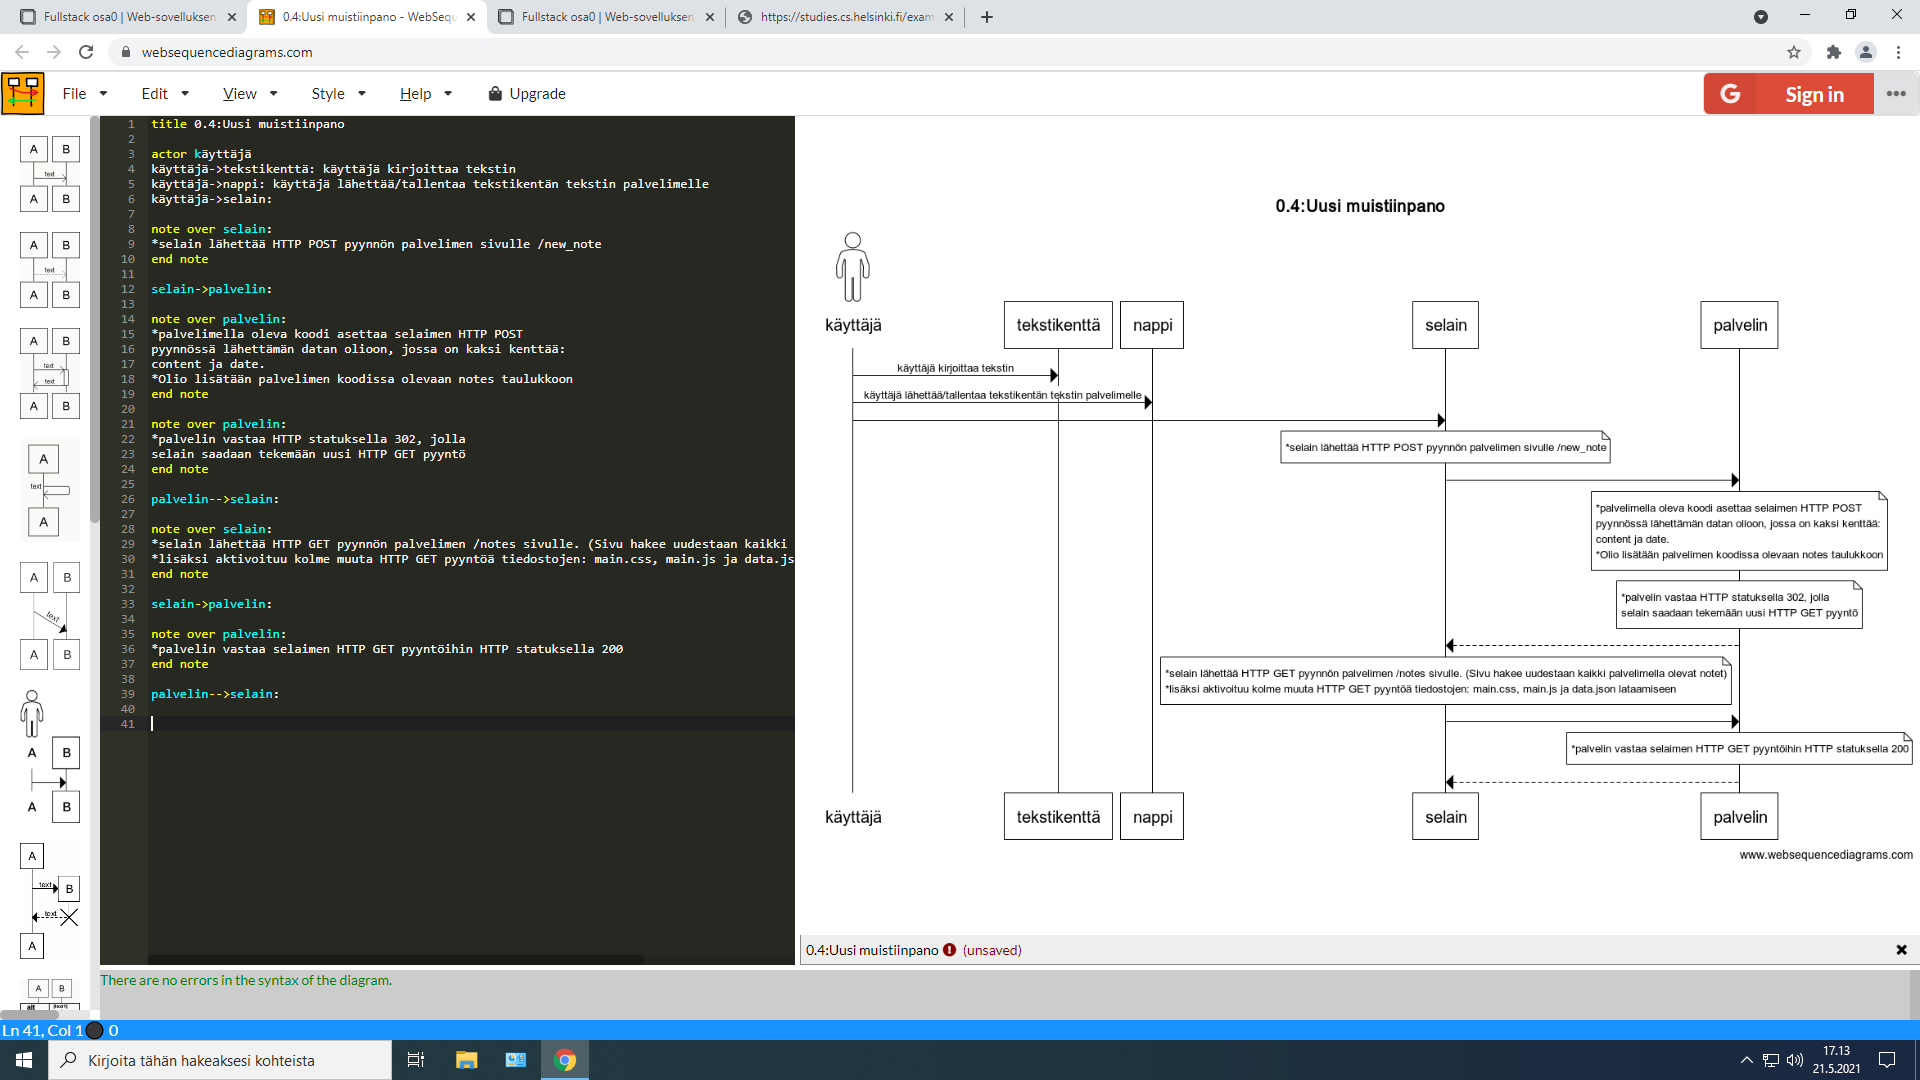 Fullstack osa0 | Web-sovelluksen
0.4:Uusi muistiinpano - WebSequ
Fullstack osa0 | Web-sovelluksen
https://studies.cs.helsinki.fi/exam
websequencediagrams.com
File
Edit
View
Style
Help
Upgrade
G
Sign in
A B
text
A B
A B
text
A B
A B
text
text
A B
A
text
A
A B
text
A B
A B
A B
A
text B
text
A
A B
alt
1 title 0.4:Uusi muistiinpano
2
3 actor käyttäjä
4 käyttäjä->tekstikenttä: käyttäjä kirjoittaa tekstin
5 käyttäjä->nappi: käyttäjä lähettää/tallentaa tekstikentän tekstin palvelimelle
6 käyttäjä->selain:
7
8 note over selain:
9 *selain lähettää HTTP POST pyynnön palvelimen sivulle /new_note
10 end note
11
12 selain->palvelin:
13
14 note over palvelin:
15 *palvelimella oleva koodi asettaa selaimen HTTP POST
16 pyynnössä lähettämän datan olioon, jossa on kaksi kenttää:
17 content ja date.
18 *Olio lisätään palvelimen koodissa olevaan notes taulukkoon
19 end note
20
21 note over palvelin:
22 *palvelin vastaa HTTP statuksella 302, jolla
23 selain saadaan tekemään uusi HTTP GET pyyntö
24 end note
25
26 palvelin-->selain:
27
28 note over selain:
29 *selain lähettää HTTP GET pyynnön palvelimen /notes sivulle. (Sivu hakee uudestaan kaikki
30 *lisäksi aktivoituu kolme muuta HTTP GET pyyntöä tiedostojen: main.css, main.js ja data.js
31 end note
32
33 selain->palvelin:
34
35 note over palvelin:
36 *palvelin vastaa selaimen HTTP GET pyyntöihin HTTP statuksella 200
37 end note
38
39 palvelin-->selain:
40
41
0.4:Uusi muistiinpano
käyttäjä
tekstikenttä
nappi
selain
palvelin
käyttäjä kirjoittaa tekstin
käyttäjä lähettää/tallentaa tekstikentän tekstin palvelimelle
*selain lähettää HTTP POST pyynnön palvelimen sivulle /new_note
*palvelimella oleva koodi asettaa selaimen HTTP POST
pyynnössä lähettämän datan olioon, jossa on kaksi kenttää:
content ja date.
*Olio lisätään palvelimen koodissa olevaan notes taulukkoon
*palvelin vastaa HTTP statuksella 302, jolla
selain saadaan tekemään uusi HTTP GET pyyntö
*selain lähettää HTTP GET pyynnön palvelimen /notes sivulle. (Sivu hakee uudestaan kaikki palvelimella olevat notet)
*lisäksi aktivoituu kolme muuta HTTP GET pyyntöä tiedostojen: main.css, main.js ja data.json lataamiseen
*palvelin vastaa selaimen HTTP GET pyyntöihin HTTP statuksella 200
käyttäjä
tekstikenttä
nappi
selain
palvelin
www.websequencediagrams.com
0.4:Uusi muistiinpano (unsaved)
There are no errors in the syntax of the diagram.
Ln 41, Col 1 0
Kirjoita tähän hakeaksesi kohteista
17.13
21.5.2021